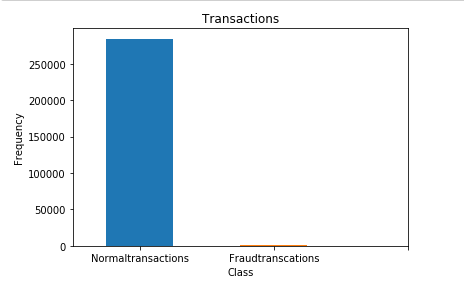 Transactions
250000
200000
150000
100000
50000
0
Frequency
Normaltransactions Fraudtranscations
Class